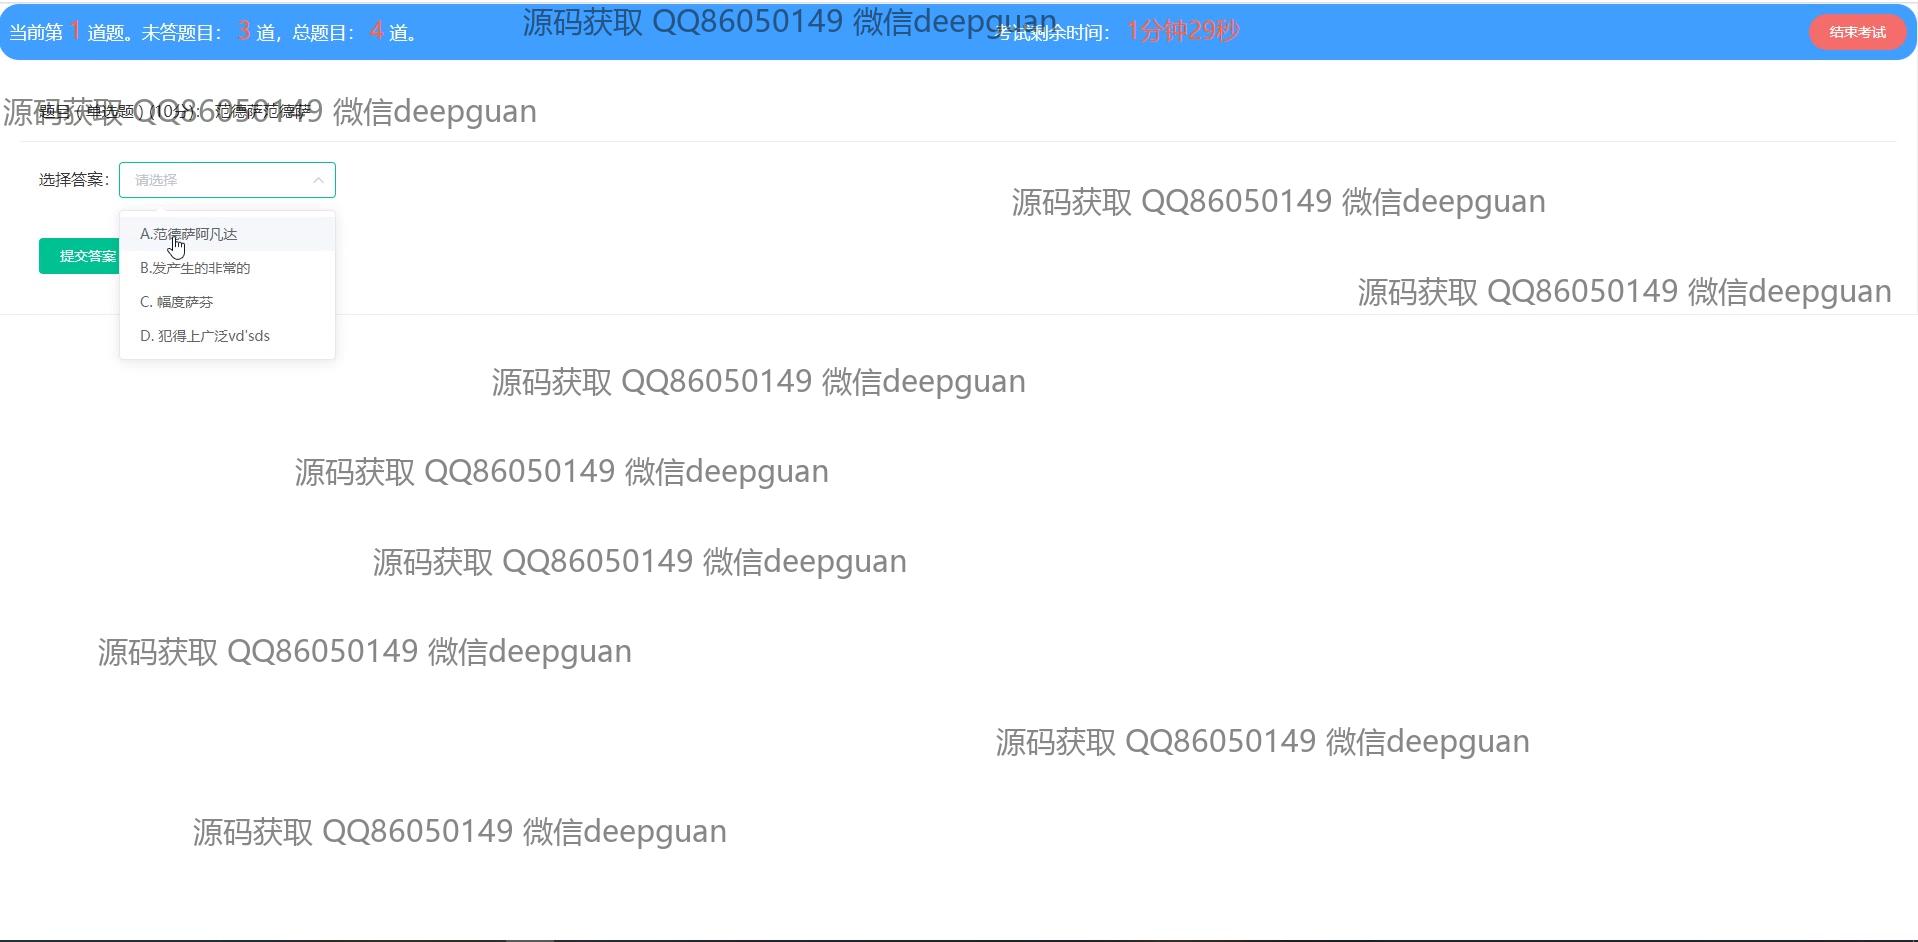 当前第 1 道题。未答题目： 3 道，总题目： 4 道。
源码获取 QQ86050149 微信deepguan
考试剩余时间： 1分钟29秒
结束考试
源码获取 QQ86050149 微信deepguan
题目（单选题）(10分)： 范德萨范德萨
选择答案： 请选择
源码获取 QQ86050149 微信deepguan
A.范德萨阿凡达
提交答案
B.发产生的非常的
源码获取 QQ86050149 微信deepguan
C. 幅度萨芬
D. 犯得上广泛vd'sds
源码获取 QQ86050149 微信deepguan
源码获取 QQ86050149 微信deepguan
源码获取 QQ86050149 微信deepguan
源码获取 QQ86050149 微信deepguan
源码获取 QQ86050149 微信deepguan
源码获取 QQ86050149 微信deepguan